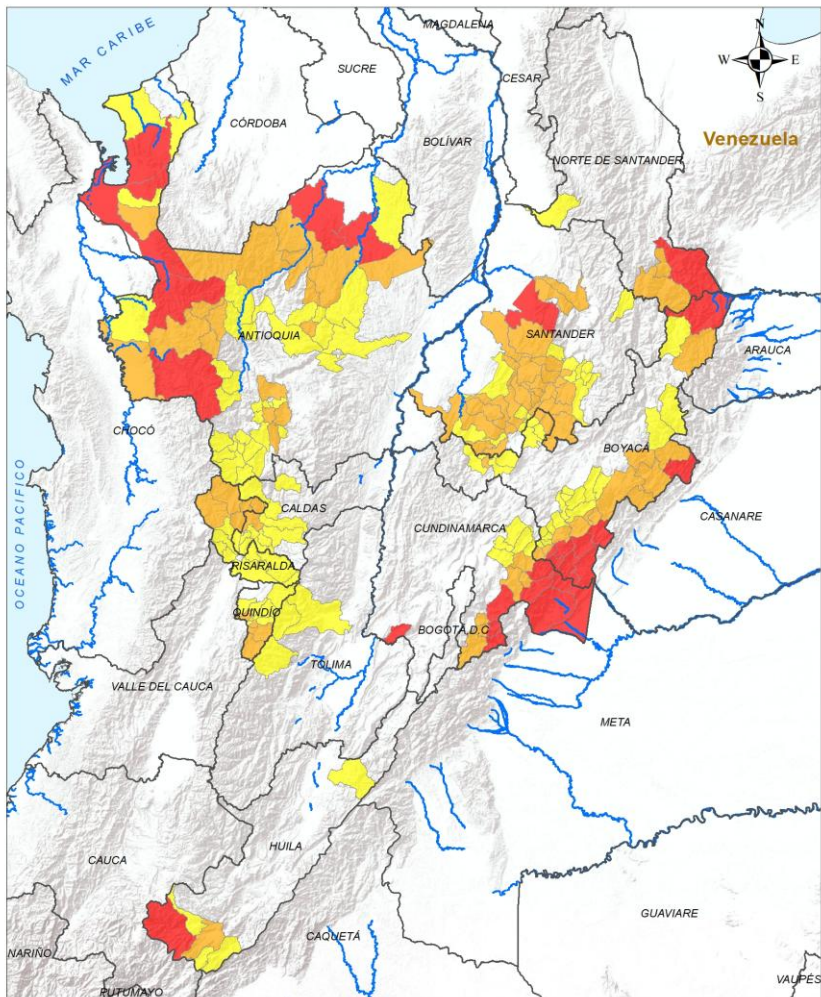 MAGDALENA
N
MAR CARIBE
SUCRE
W
E
CESAR
S
CÓRDOBA
BOLÍVAR
Venezuela
NORTE DE SANTANDER
ANTIOQUIA
SANTANDER
ARAUCA
CHOCÓ
BOYACÁ
OCEANO PACIFICO
CALDAS
CASANARE
CUNDINAMARCA
RISARALDA
QUINDÍO
BOGOTÁ D.C
TOLIMA
VALLE DEL CAUCA
META
HUILA
CAUCA
GUAVIARE
CAQUETÁ
NARIÑO
PUTUMAYO
VAUPÉS